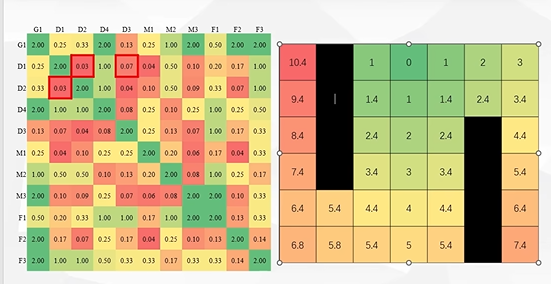 G1 D1 D2 D4 D3 M1 M2 M3 F1 F2 F3
G1 2.00 0.25 0.33 2.00 0.13 0.25 1.00 2.00 0.50 2.00 2.00
D1 0.25 2.00 0.03 1.00 0.07 0.04 0.50 0.10 0.20 0.17 1.00
D2 0.33 0.03 2.00 1.00 0.04 0.10 0.50 0.09 0.33 0.07 1.00
D4 2.00 1.00 1.00 2.00 0.08 0.25 0.10 0.25 1.00 0.25 0.50
D3 0.13 0.07 0.04 0.08 2.00 0.25 0.13 0.07 1.00 0.17 0.33
M1 0.25 0.04 0.10 0.25 0.25 2.00 0.20 0.06 0.17 0.04 0.33
M2 1.00 0.50 0.50 0.10 0.13 0.20 2.00 0.08 1.00 0.25 0.17
M3 2.00 0.10 0.09 0.25 0.07 0.06 0.08 2.00 2.00 0.10 0.33
F1 0.50 0.20 0.33 1.00 1.00 0.17 1.00 2.00 2.00 0.13 0.33
F2 2.00 0.17 0.07 0.25 0.17 0.04 0.25 0.10 0.13 2.00 0.14
F3 2.00 1.00 1.00 0.50 0.33 0.33 0.17 0.33 0.33 0.14 2.00
10.4 1 0 1 2 3
9.4 1.4 1 1.4 2.4 3.4
8.4 2.4 2 2.4 4.4
7.4 3.4 3 3.4 5.4
6.4 5.4 4.4 4 4.4 6.4
6.8 5.8 5.4 5 5.4 7.4